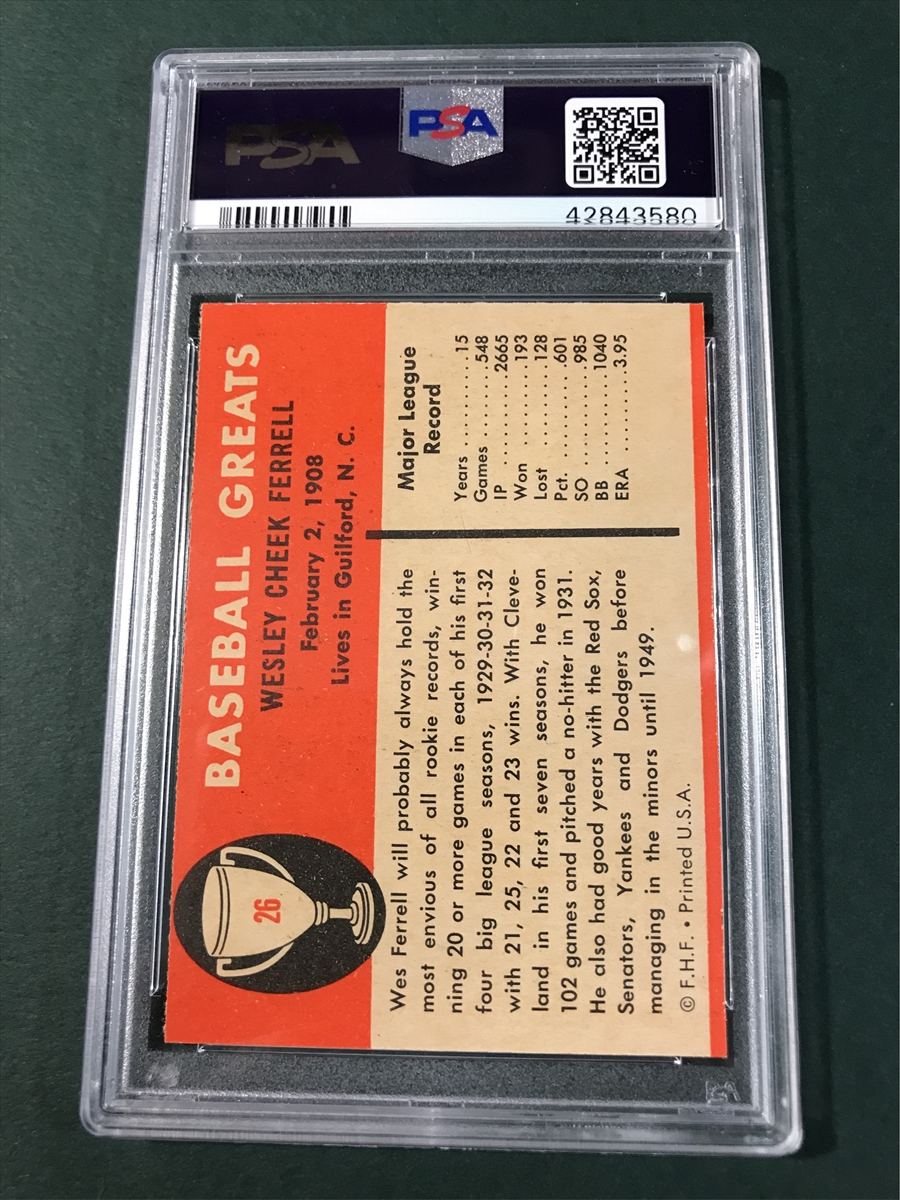 PSA
PSA
42843580
BASEBALL GREATS
WESLEY CHEEK FERRELL
February 2, 1908
Lives in Guilford, N. C.
26
Wes Ferrell will probably always hold the
most envious of all rookie records, win-
ning 20 or more games in each of his first
four big league seasons, 1929-30-31-32
with 21, 25, 22 and 23 wins. With Cleve-
land in his first seven seasons, he won
102 games and pitched a no-hitter in 1931.
He also had good years with the Red Sox,
Senators, Yankees and Dodgers before
managing in the minors until 1949.
© F.H.F. • Printed U.S.A.
Major League
Record
Years . . . . . . . . . . . 15
Games . . . . . . . . . 548
IP . . . . . . . . . . . . 2665
Won . . . . . . . . . . 193
Lost . . . . . . . . . . . 128
Pct. . . . . . . . . . . . .601
SO . . . . . . . . . . . . 985
BB . . . . . . . . . . . 1040
ERA . . . . . . . . . . 3.95